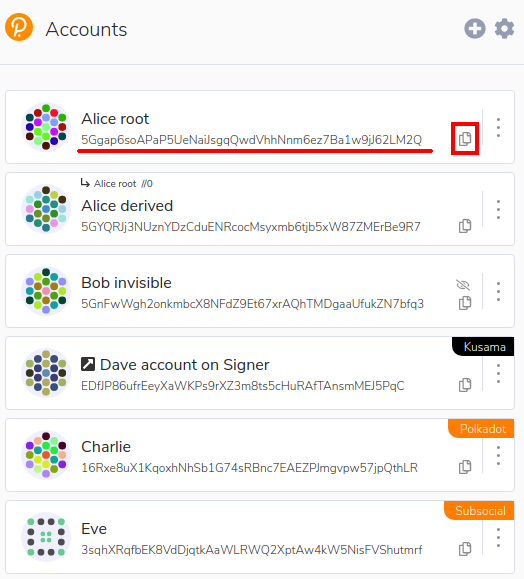 Accounts
Alice root
5Ggap6soAPaP5UeNaiJsgqQwdVhhNnm6ez7Ba1w9jJ62LM2Q
Alice root //0
Alice derived
5GYQRJj3NUznYDzCduENRcocMsyxmb6tjb5xW87ZMErBe9R7
Bob invisible
5GnFwWgh2onkmbcX8NFdZ9Et67xrAQhTMDgaaUfukZN7bfq3
Kusama
Dave account on Signer
EDfJP86ufrEeyXaWKPs9rXZ3m8ts5cHuRAfTAnsmMEJ5PqC
Polkadot
Charlie
16Rxe8uX1KqoxhNhSb1G74sRBnc7EAEZPJmgvpw57jpQthLR
Subsocial
Eve
3sqhXRqfbEK8VdDjqtkAaWLRWQ2XptAw4kW5NisFVShutmrf